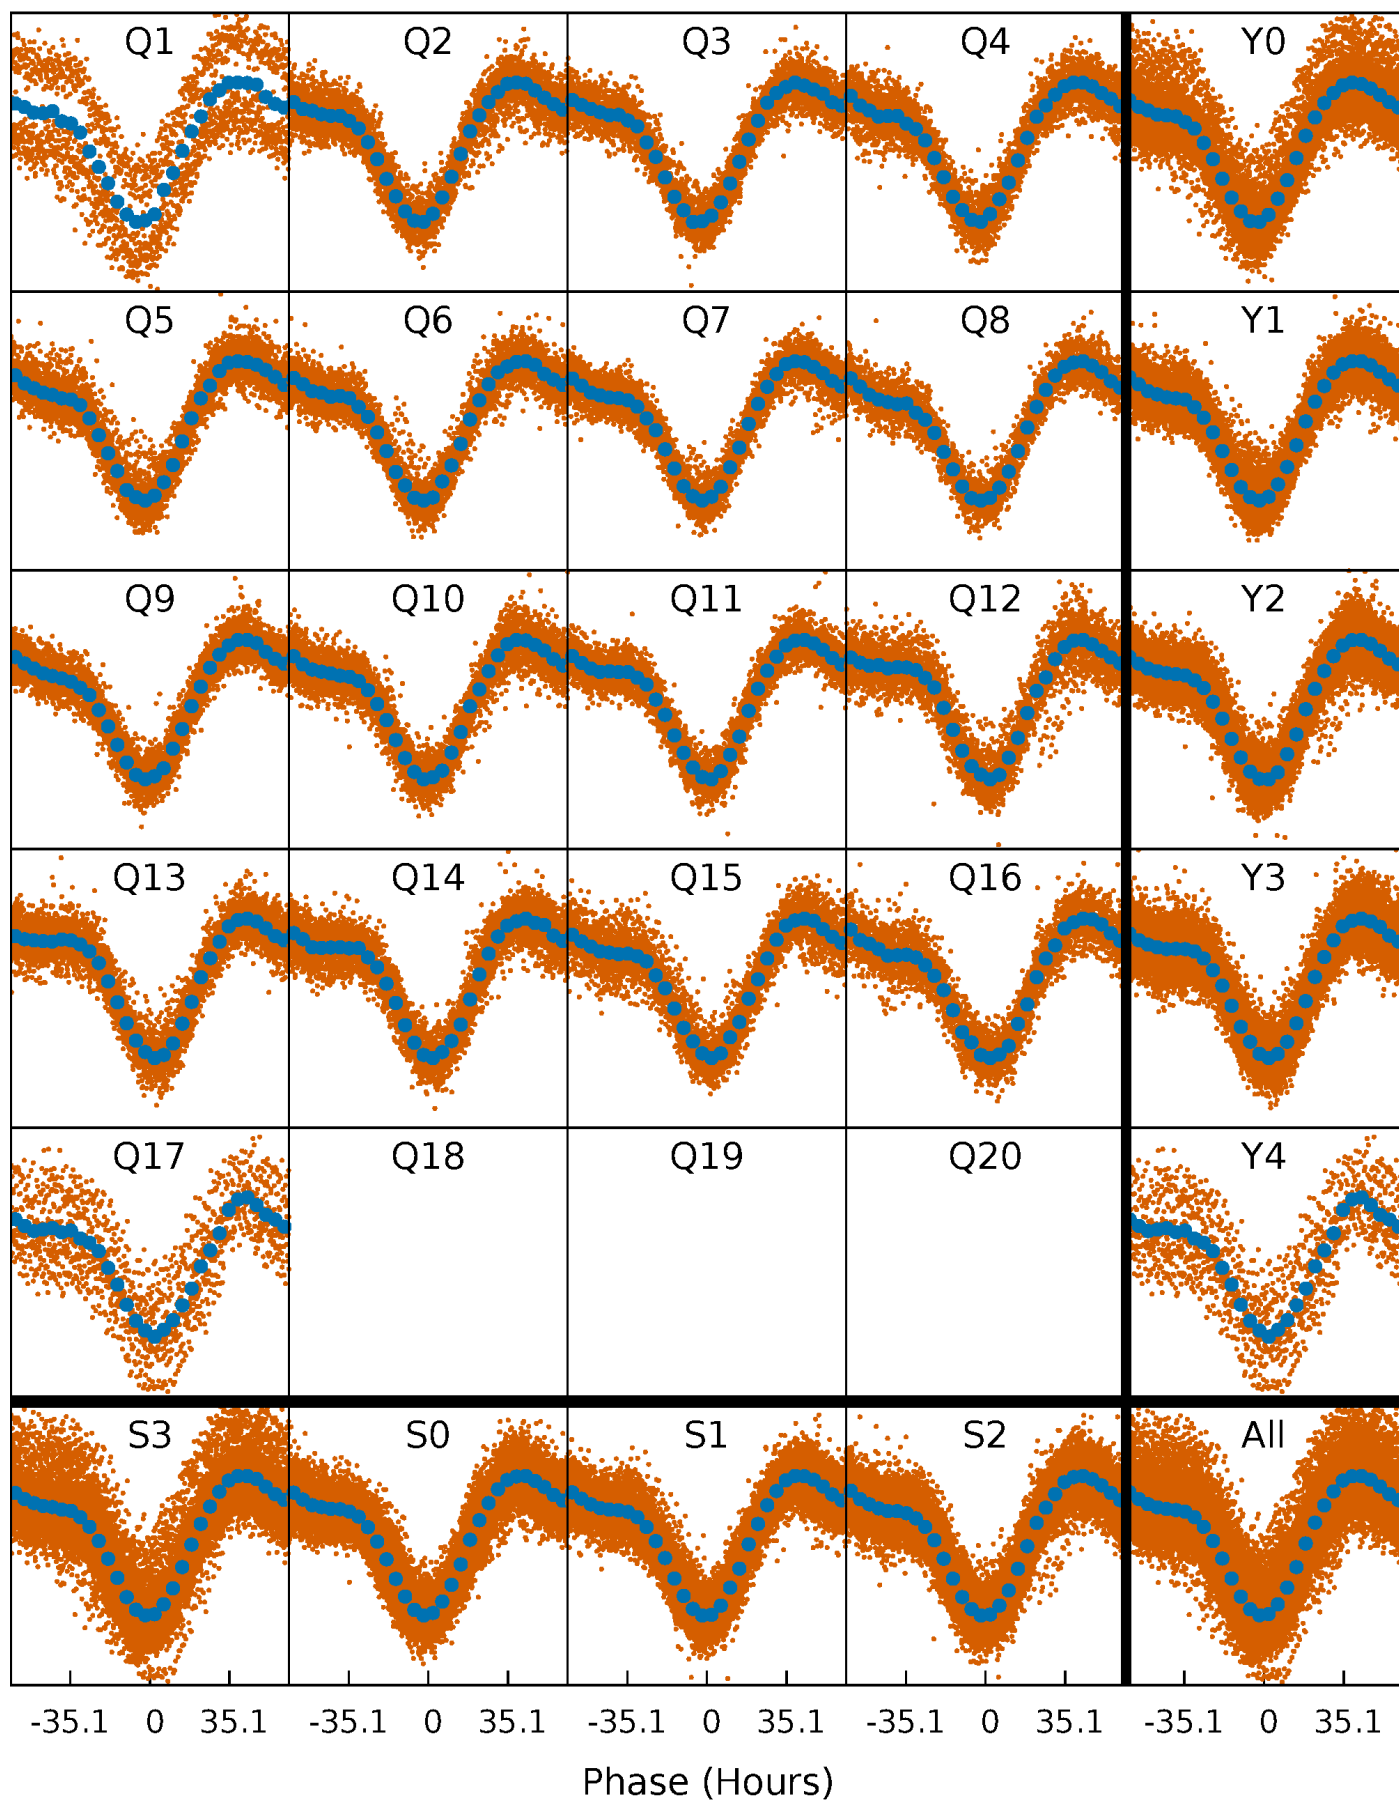 Q1 Q2 Q3 Q4 Y0
Q5 Q6 Q7 Q8 Y1
Q9 Q10 Q11 Q12 Y2
Q13 Q14 Q15 Q16 Y3
Q17 Q18 Q19 Q20 Y4
S3 S0 S1 S2 All
-35.1 0 35.1 -35.1 0 35.1 -35.1 0 35.1 -35.1 0 35.1 -35.1 0 35.1
Phase (Hours)